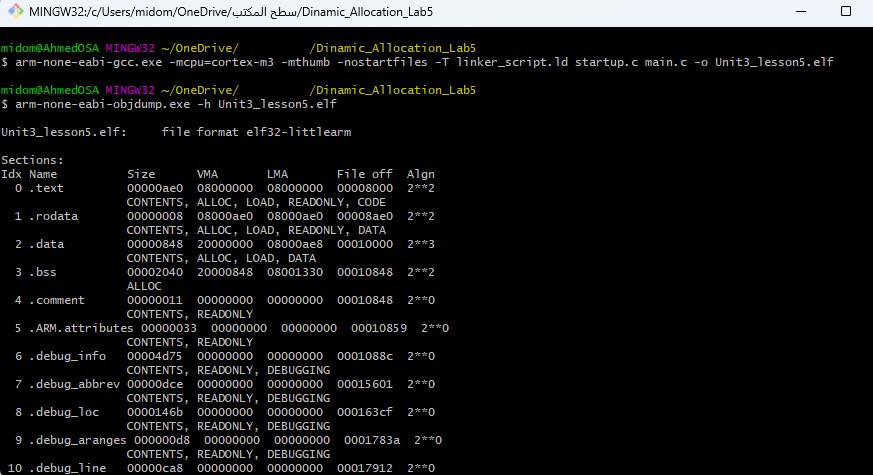 MINGW32:/c/Users/midom/OneDrive/سطح المكتب/Dinamic_Allocation_Lab5
midom@AhmedOSA MINGW32 ~/OneDrive/ /Dinamic_Allocation_Lab5
$ arm-none-eabi-gcc.exe -mcpu=cortex-m3 -mthumb -nostartfiles -T linker_script.ld startup.c main.c -o Unit3_lesson5.elf
midom@AhmedOSA MINGW32 ~/OneDrive/ /Dinamic_Allocation_Lab5
$ arm-none-eabi-objdump.exe -h Unit3_lesson5.elf
Unit3_lesson5.elf:     file format elf32-littlearm
Sections:
Idx Name          Size      VMA       LMA       File off  Algn
  0 .text         00000ae0  08000000  08000000  00008000  2**2
                  CONTENTS, ALLOC, LOAD, READONLY, CODE
  1 .rodata       00000008  08000ae0  08000ae0  00008ae0  2**2
                  CONTENTS, ALLOC, LOAD, READONLY, DATA
  2 .data         00000848  20000000  08000ae8  00010000  2**3
                  CONTENTS, ALLOC, LOAD, DATA
  3 .bss          00002040  20000848  08001330  00010848  2**2
                  ALLOC
  4 .comment      00000011  00000000  00000000  00010848  2**0
                  CONTENTS, READONLY
  5 .ARM.attributes 00000033  00000000  00000000  00010859  2**0
                  CONTENTS, READONLY
  6 .debug_info   00004d75  00000000  00000000  0001088c  2**0
                  CONTENTS, READONLY, DEBUGGING
  7 .debug_abbrev 00000dce  00000000  00000000  00015601  2**0
                  CONTENTS, READONLY, DEBUGGING
  8 .debug_loc    0000146b  00000000  00000000  000163cf  2**0
                  CONTENTS, READONLY, DEBUGGING
  9 .debug_aranges 000000d8  00000000  00000000  0001783a  2**0
                  CONTENTS, READONLY, DEBUGGING
 10 .debug_line   00000ca8  00000000  00000000  00017912  2**0